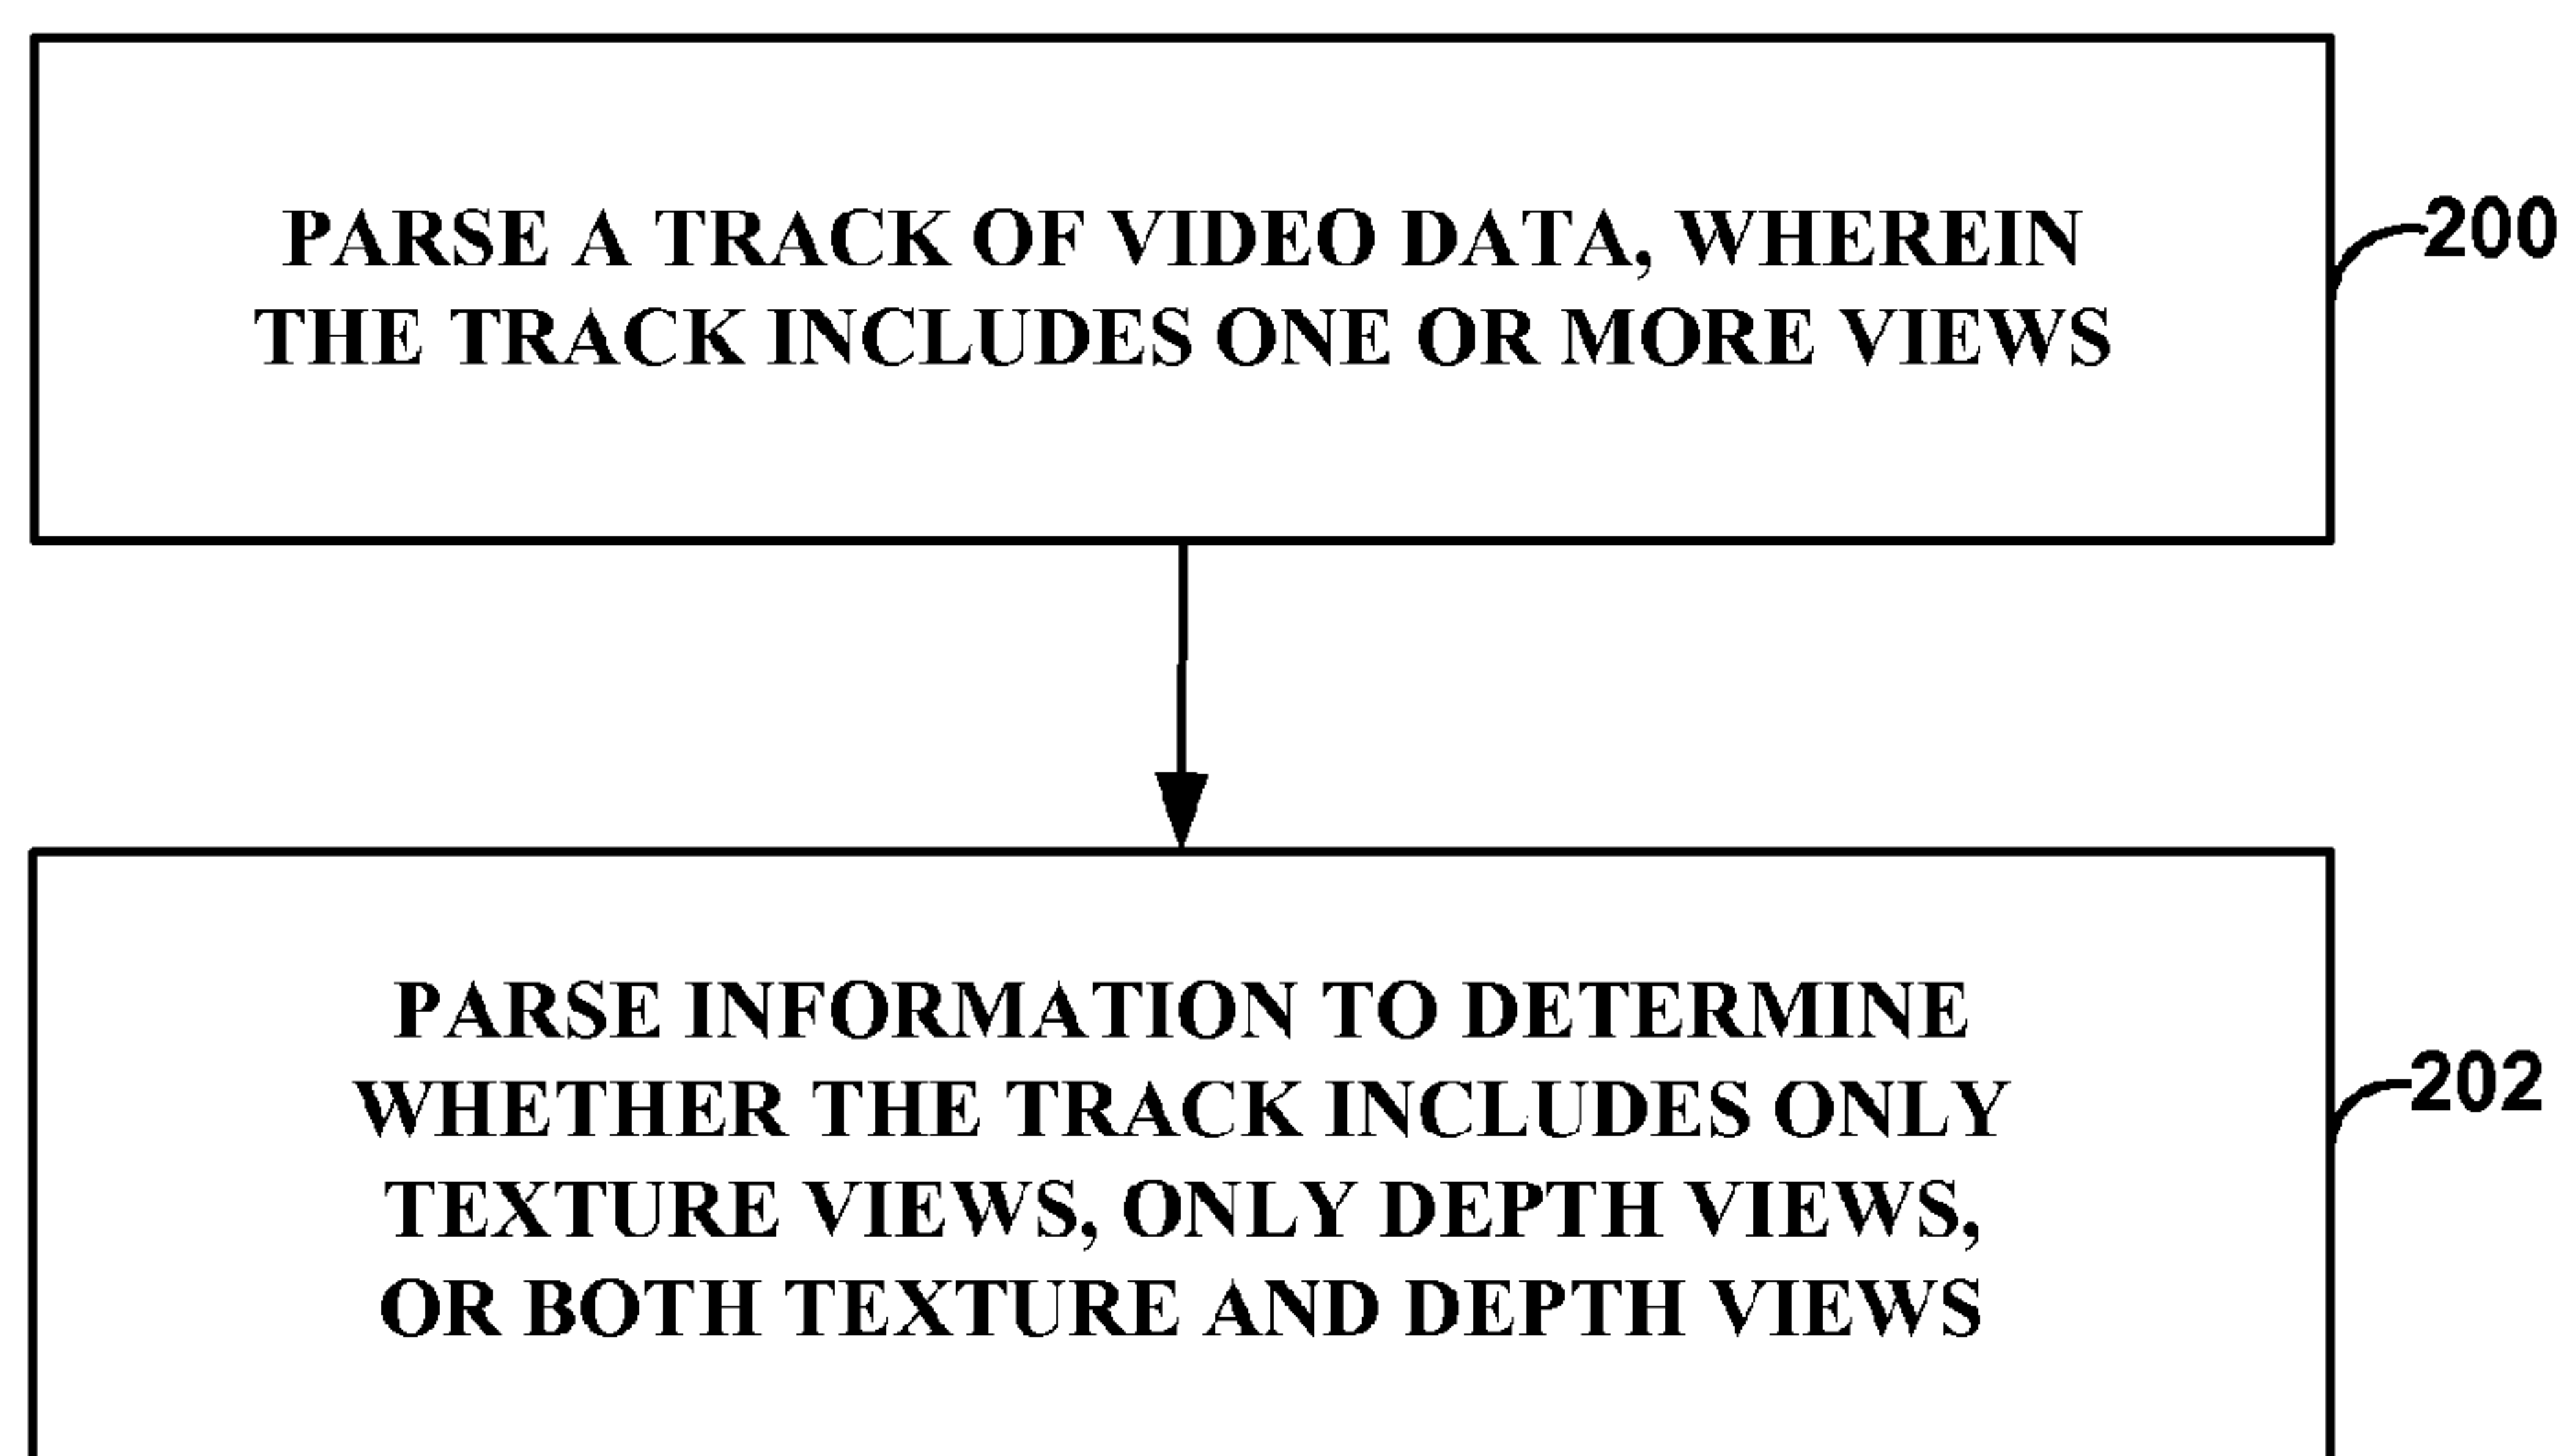 PARSE A TRACK OF VIDEO DATA, WHEREIN
THE TRACK INCLUDES ONE OR MORE VIEWS
200
PARSE INFORMATION TO DETERMINE
WHETHER THE TRACK INCLUDES ONLY
TEXTURE VIEWS, ONLY DEPTH VIEWS,
OR BOTH TEXTURE AND DEPTH VIEWS
202